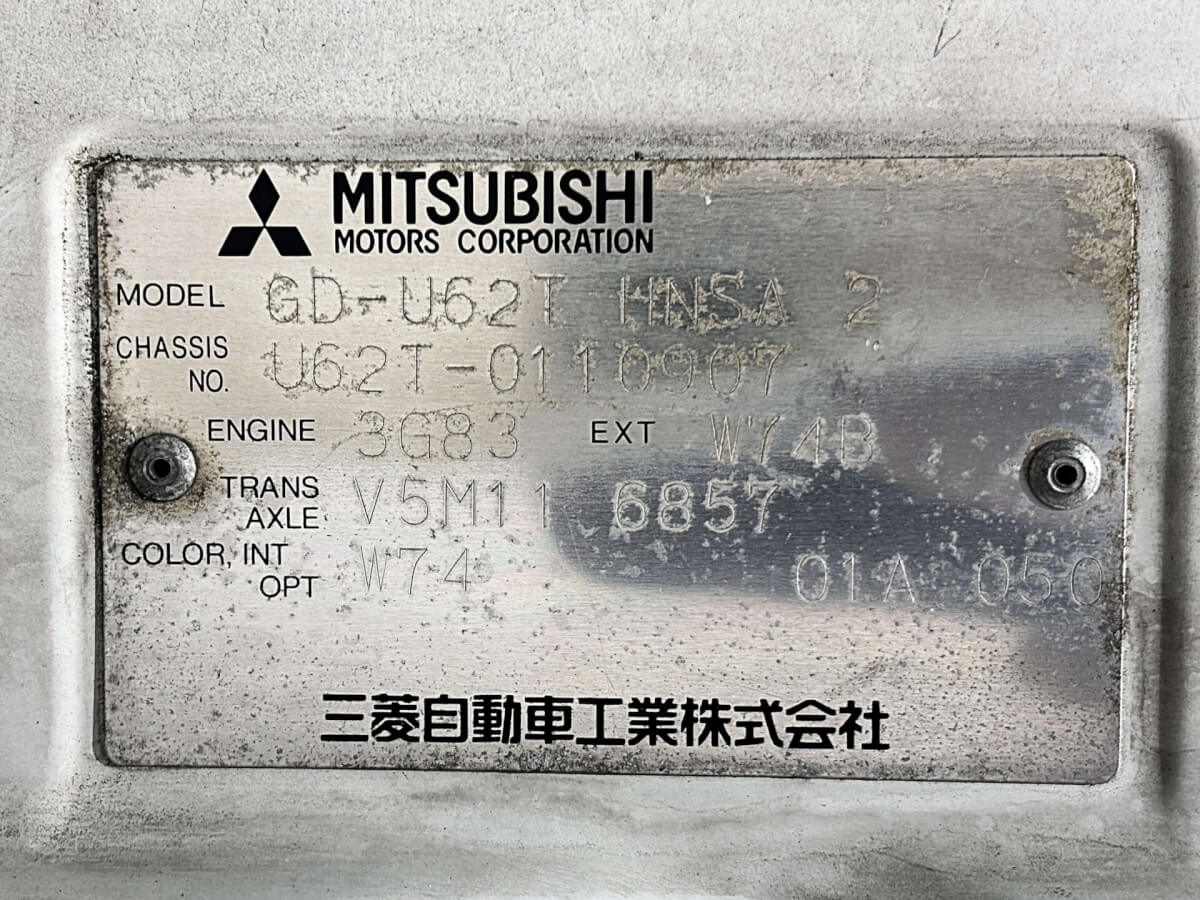 MITSUBISHI
MOTORS CORPORATION
MODEL GD-U62T HNSA 2
CHASSIS NO. U62T-0110907
ENGINE 3G83 EXT W74B
TRANS AXLE V5M11 6857
COLOR, INT OPT W74 01A 050
三菱自動車工業株式会社